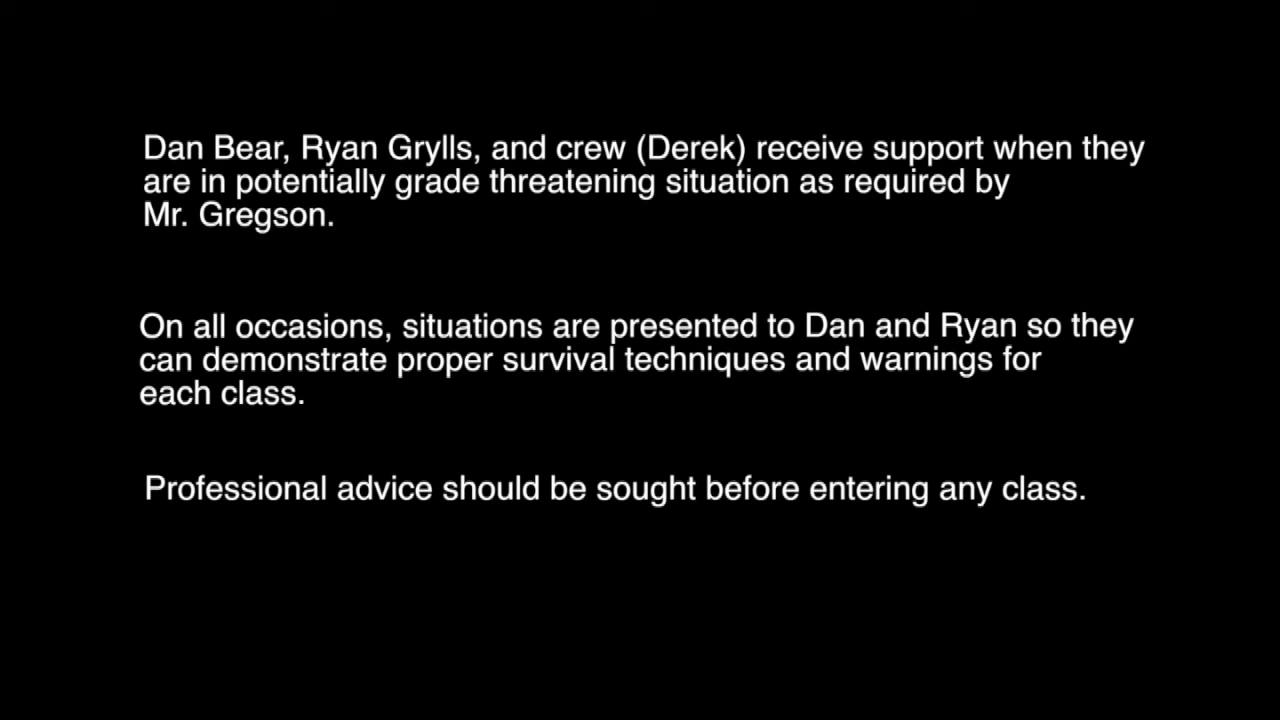 Dan Bear, Ryan Grylls, and crew (Derek) receive support when they
are in potentially grade threatening situation as required by
Mr. Gregson.
On all occasions, situations are presented to Dan and Ryan so they
can demonstrate proper survival techniques and warnings for
each class.
Professional advice should be sought before entering any class.